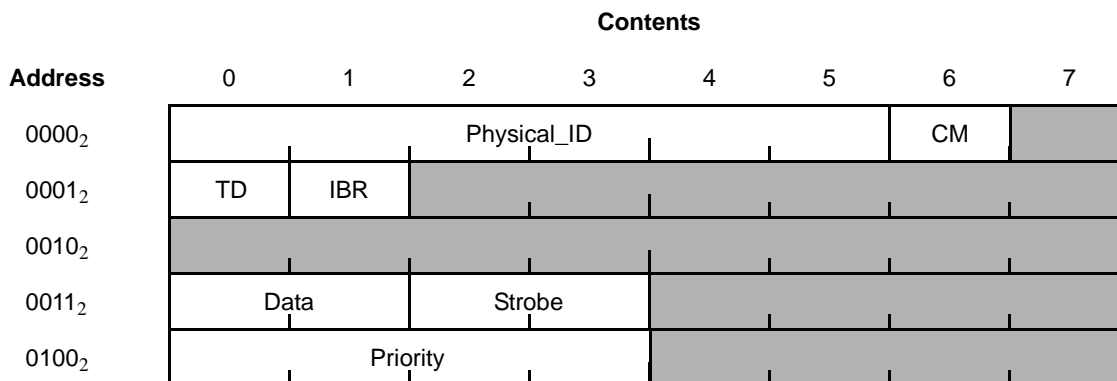 Contents
Address 0 1 2 3 4 5 6 7
0000₂ Physical_ID CM
0001₂ TD IBR
0010₂
0011₂ Data Strobe
0100₂ Priority